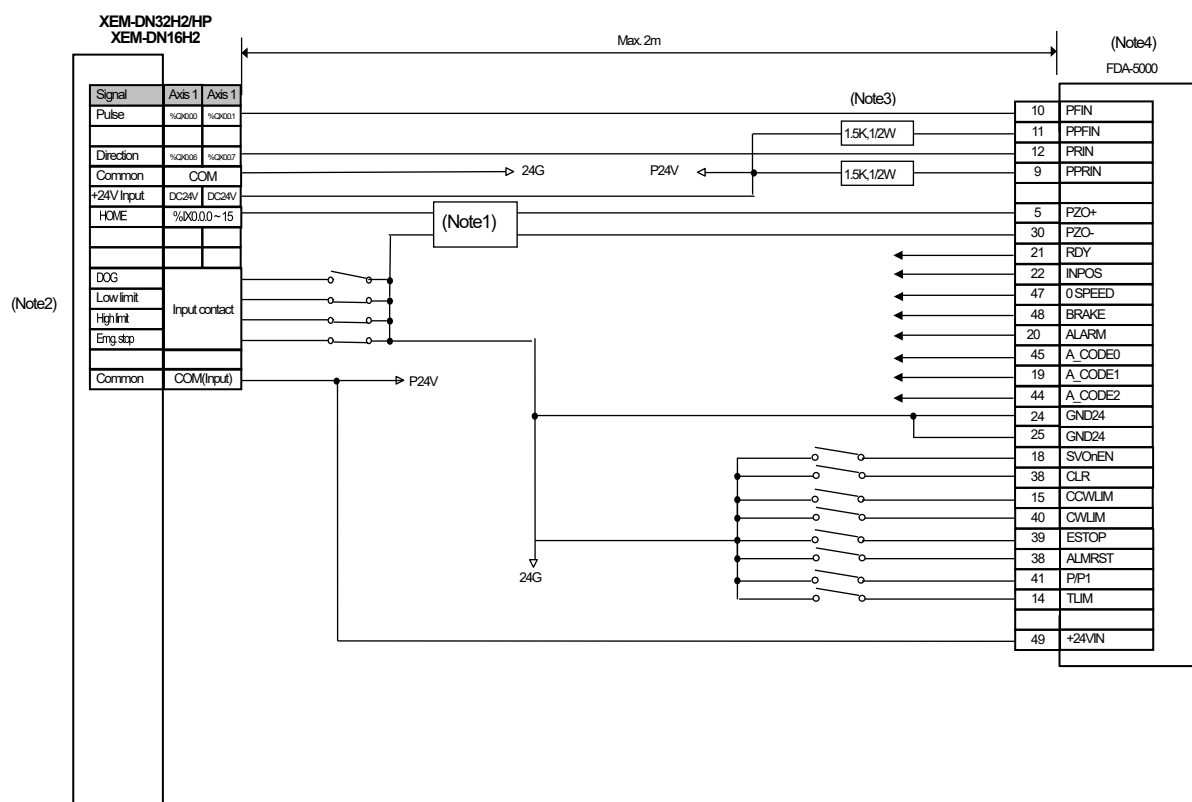 XEM-DN32H2/HP
XEM-DN16H2
Max. 2m
(Note4)
FDA-5000
Signal Axis 1 Axis 1
Pulse %QX0.0.0 %QX0.0.1
Direction %QX0.0.6 %QX0.0.7
Common COM
+24V Input DC24V DC24V
HOME %IX0.0.0 ~ 15
DOG
Low limit
High limit
Emg. stop
Input contact
Common COM(Input)
(Note2)
(Note3)
1.5K,1/2W
1.5K,1/2W
24G
P24V
(Note1)
P24V
24G
10 PFIN
11 PPFIN
12 PRIN
9 PPRIN
5 PZO+
30 PZO-
21 RDY
22 INPOS
47 0 SPEED
48 BRAKE
20 ALARM
45 A_CODE0
19 A_CODE1
44 A_CODE2
24 GND24
25 GND24
18 SVOnEN
38 CLR
15 CCWLIM
40 CWLIM
39 ESTOP
38 ALMRST
41 P/P1
14 TLIM
49 +24VIN